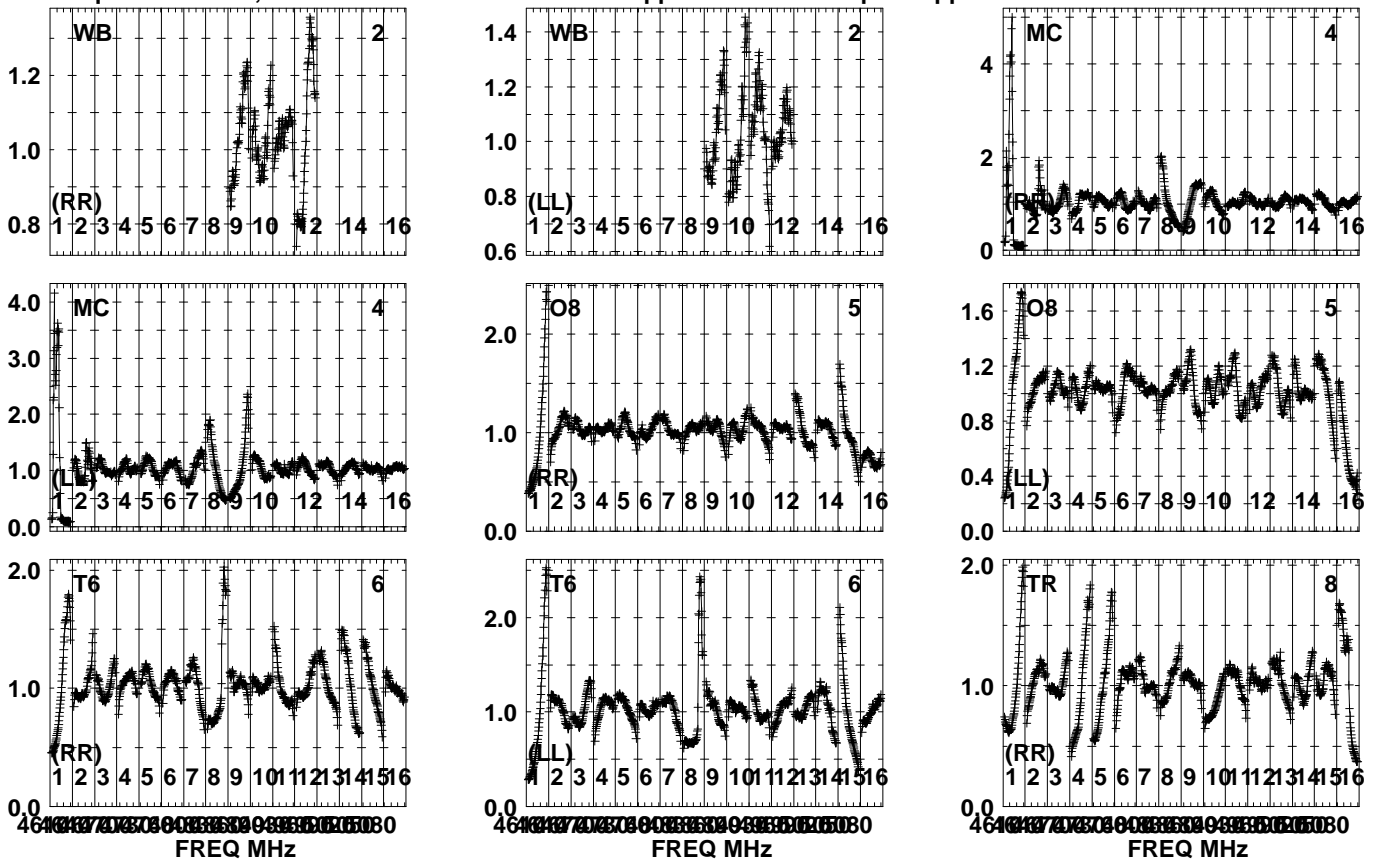 WB 2
1.2
1.0
0.8
(RR)
1 2 3 4 5 6 7 8 9 10 12 14 16
WB 2
1.4
1.2
1.0
0.8
0.6
(LL)
1 2 3 4 5 6 7 8 9 10 12 14 16
MC 4
4
2
0
(RR)
1 2 3 4 5 6 7 8 9 10 12 14 16
MC 4
4.0
3.0
2.0
1.0
0.0
(LL)
1 2 3 4 5 6 7 8 9 10 12 14 16
O8 5
2.0
1.0
0.0
(RR)
1 2 3 4 5 6 7 8 9 10 12 14 16
O8 5
1.6
1.2
0.8
0.4
0.0
(LL)
1 2 3 4 5 6 7 8 9 10 12 14 16
T6 6
2.0
1.0
0.0
(RR)
1 2 3 4 5 6 7 8 9 10 11 12 13 14 15 16
T6 6
2.0
1.0
0.0
(LL)
1 2 3 4 5 6 7 8 9 10 11 12 13 14 15 16
TR 8
2.0
1.0
0.0
(RR)
1 2 3 4 5 6 7 8 9 10 11 12 13 14 15 16
FREQ MHz
FREQ MHz
FREQ MHz